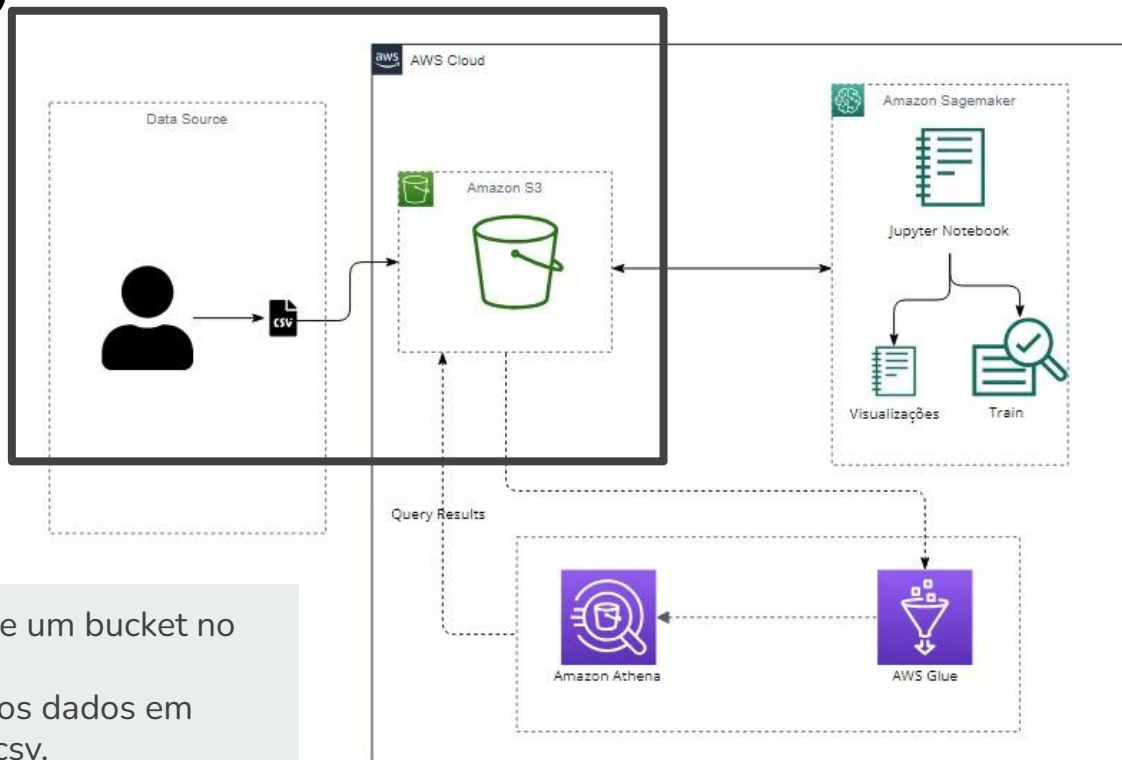 aws
AWS Cloud
Data Source
Amazon S3
CSV
Amazon Sagemaker
Jupyter Notebook
Visualizações
Train
Query Results
Amazon Athena
AWS Glue
e um bucket no
os dados em
csv.